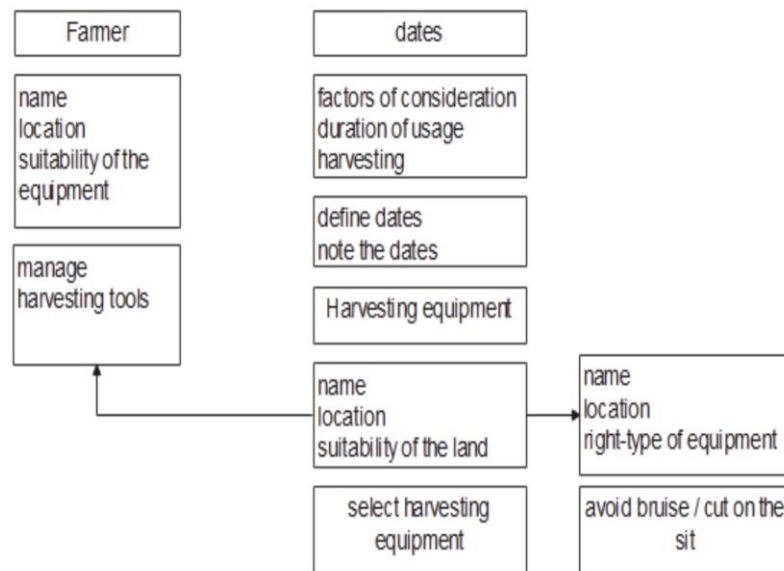 Farmer
name
location
suitability of the
equipment
manage
harvesting tools
dates
factors of consideration
duration of usage
harvesting
define dates
note the dates
Harvesting equipment
name
location
suitability of the land
select harvesting
equipment
name
location
right-type of equipment
avoid bruise / cut on the
sit